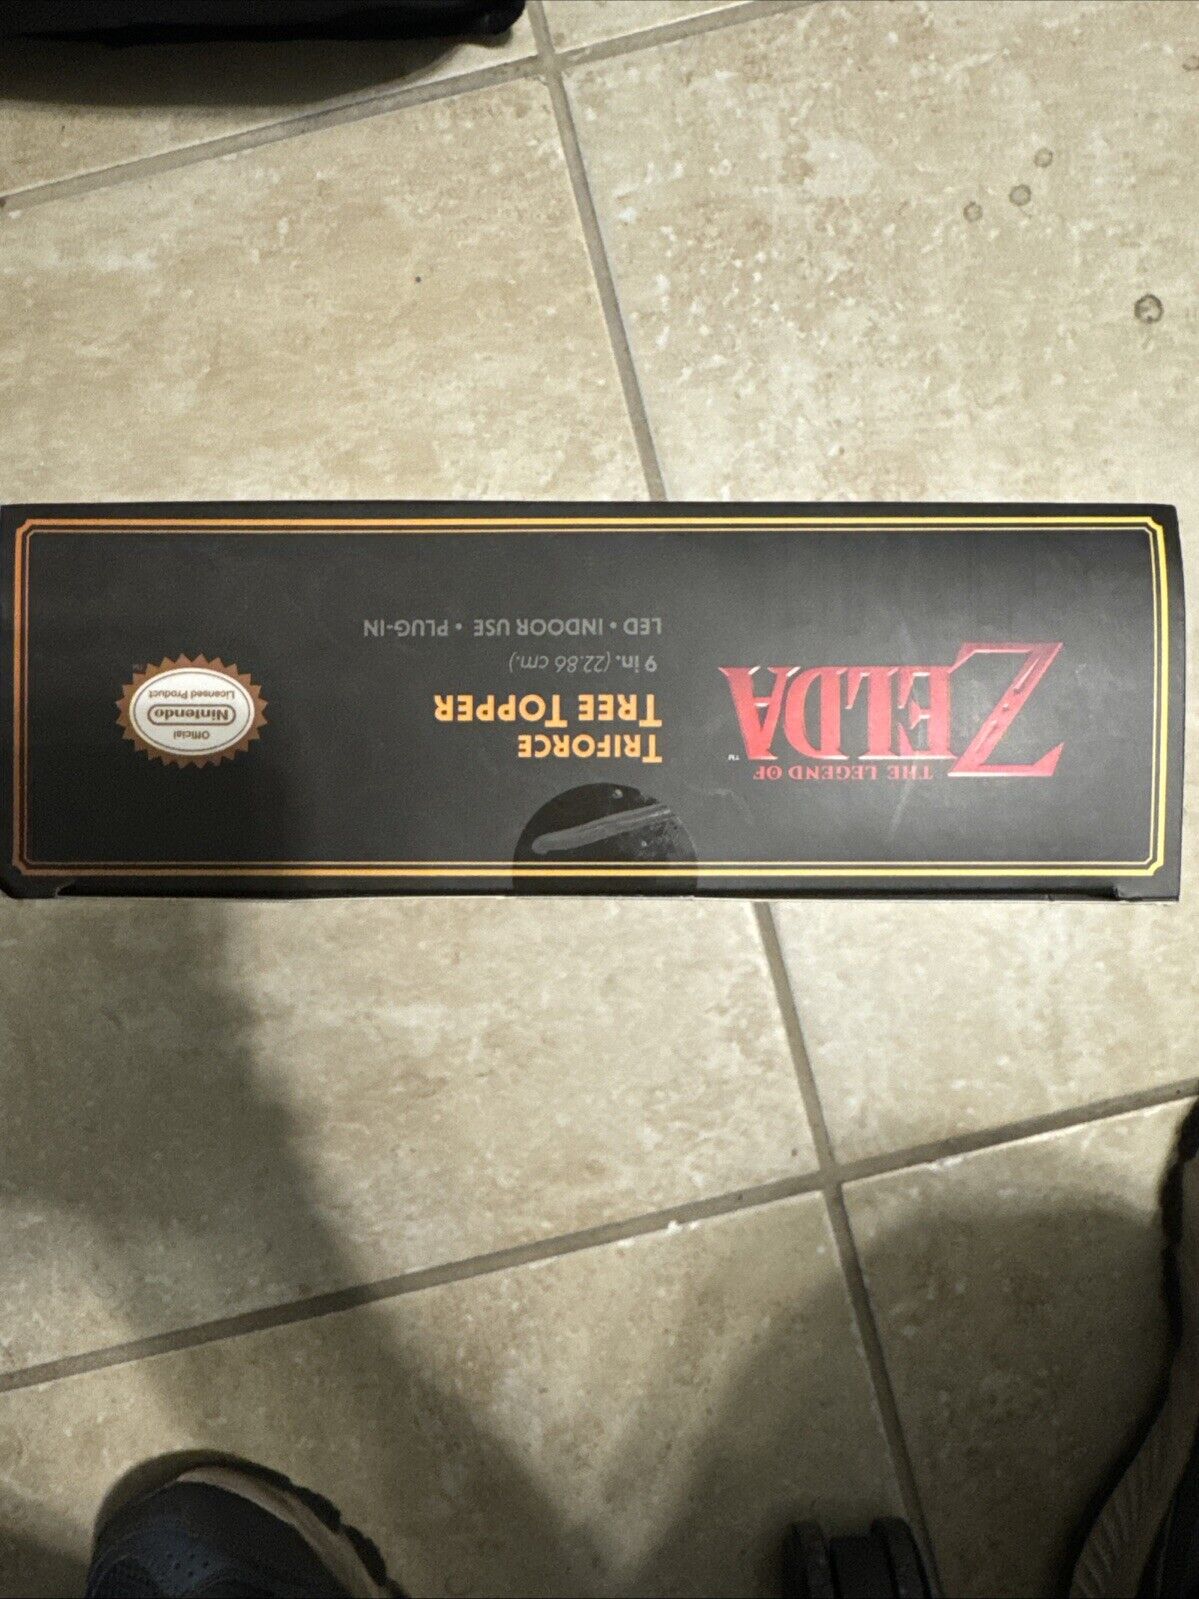 THE LEGEND OF
ZELDA™
TRIFORCE
TREE TOPPER
9 in. (22.86 cm.)
LED • INDOOR USE • PLUG-IN
Official
Nintendo
Licensed Product
TM